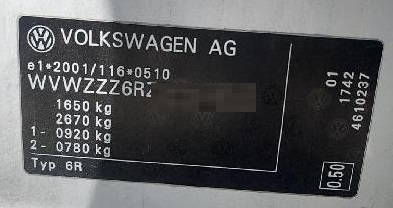 VOLKSWAGEN AG
e1*2001/116*0510
WVWZZZ6RZ
1650 kg
2670 kg
1- 0920 kg
2- 0780 kg
Typ 6R
01
1742
4610237
0.50